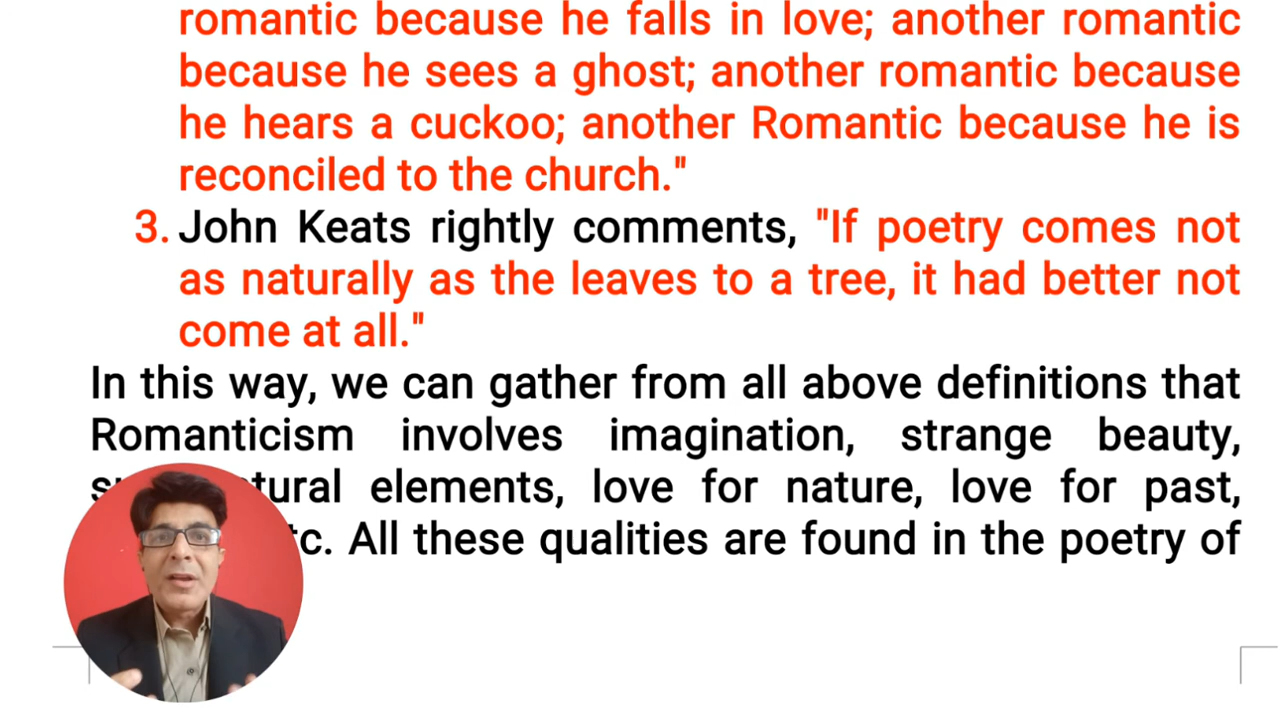 romantic because he falls in love; another romantic
because he sees a ghost; another romantic because
he hears a cuckoo; another Romantic because he is
reconciled to the church."
3. John Keats rightly comments, "If poetry comes not
as naturally as the leaves to a tree, it had better not
come at all."
In this way, we can gather from all above definitions that
Romanticism involves imagination, strange beauty,
elements, love for nature, love for past,
All these qualities are found in the poetry of